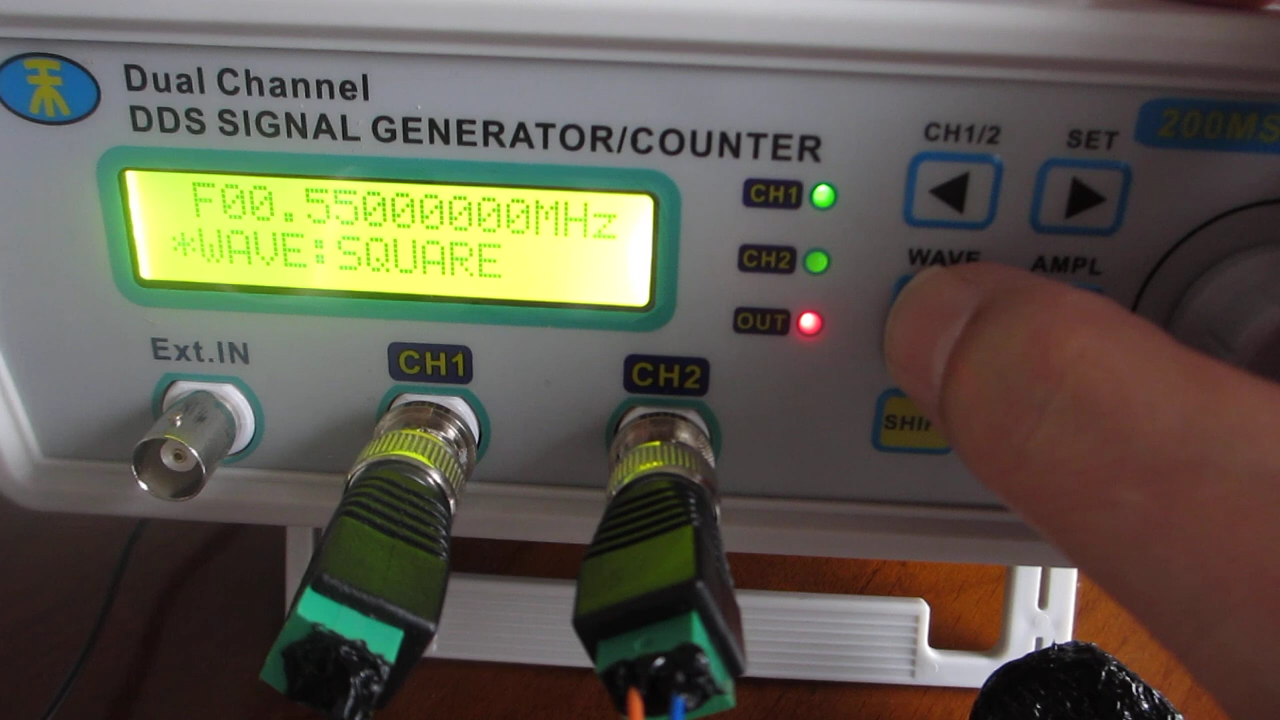 Dual Channel
DDS SIGNAL GENERATOR/COUNTER
CH1/2
SET
200MS
F00.55000000MHz
*WAVE:SQUARE
CH1
CH2
OUT
WAVE
AMPL
Ext.IN
CH1
CH2
SHIF